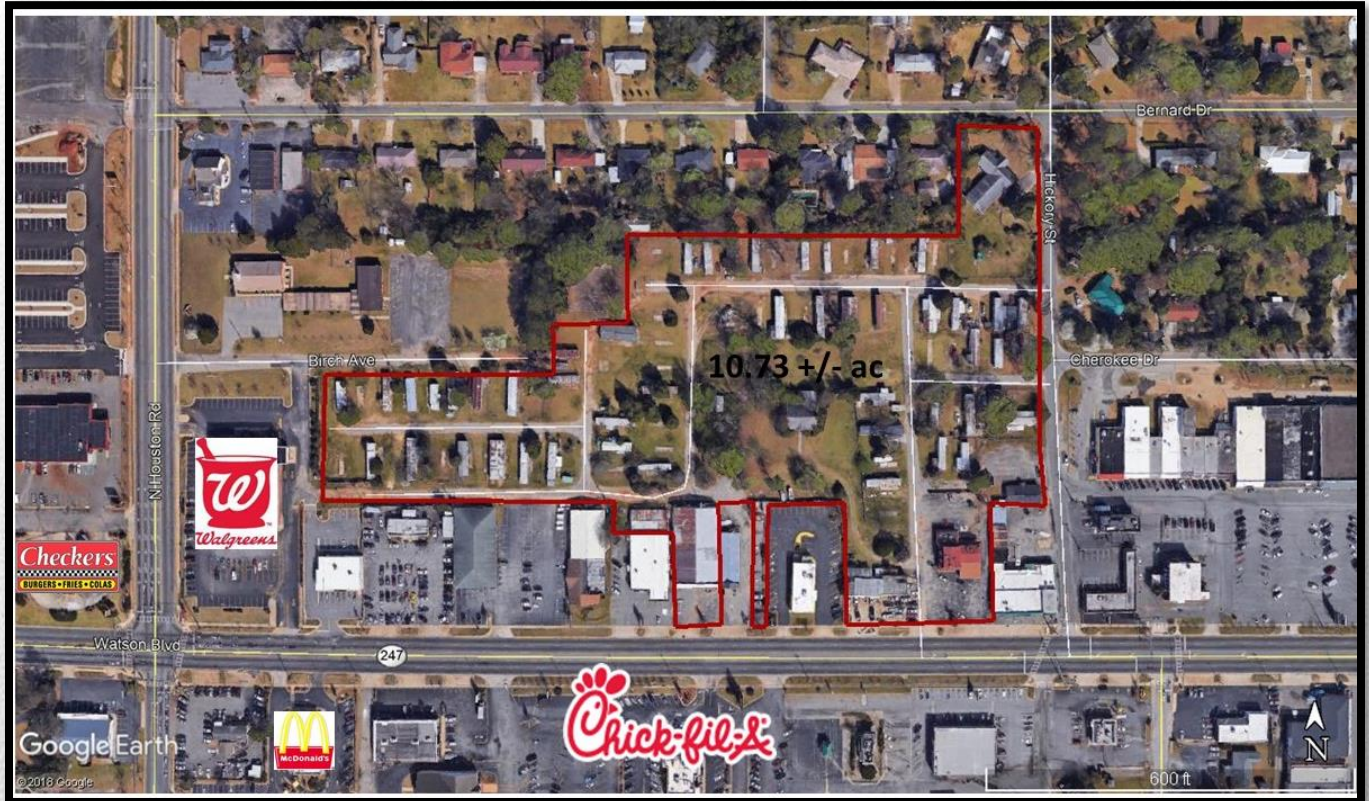 Bernard Dr
Hickory St
Birch Ave
10.73 +/- ac
Cherokee Dr
N Houston Rd
W
Walgreens
Checkers
BURGERS • FRIES • COLAS
Watson Blvd
247
Chick-fil-A
M
McDonald's
Google Earth
©2018 Google
N
600 ft